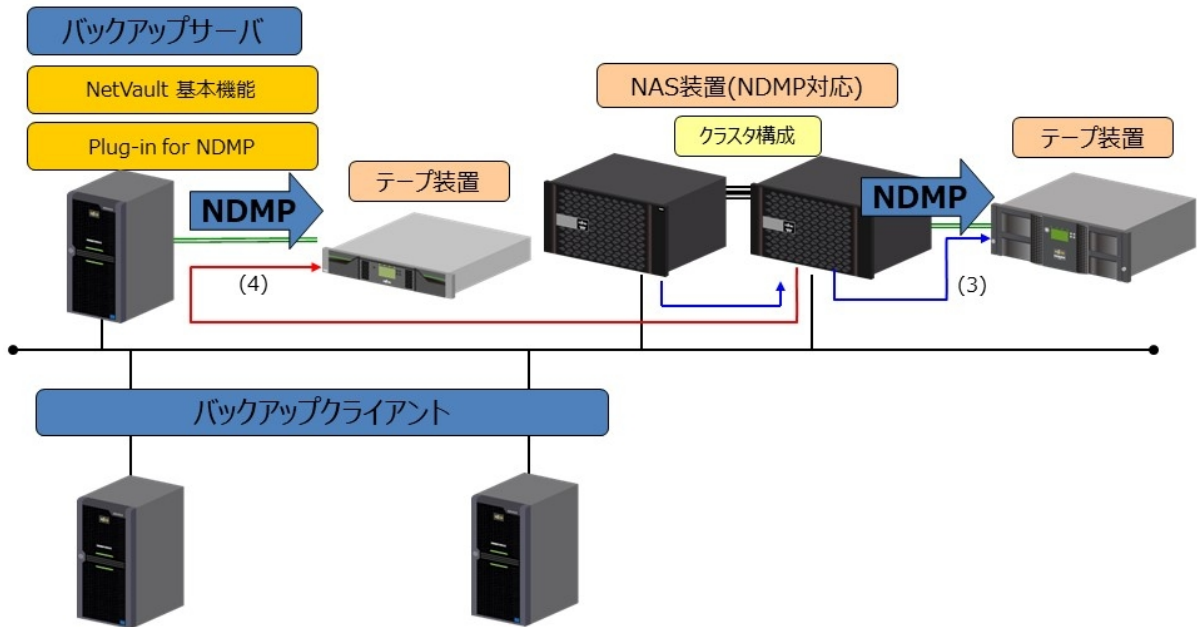 バックアップサーバ
NetVault 基本機能
Plug-in for NDMP
NDMP
テープ装置
(4)
NAS装置(NDMP対応)
クラスタ構成
NDMP
テープ装置
(3)
バックアップクライアント